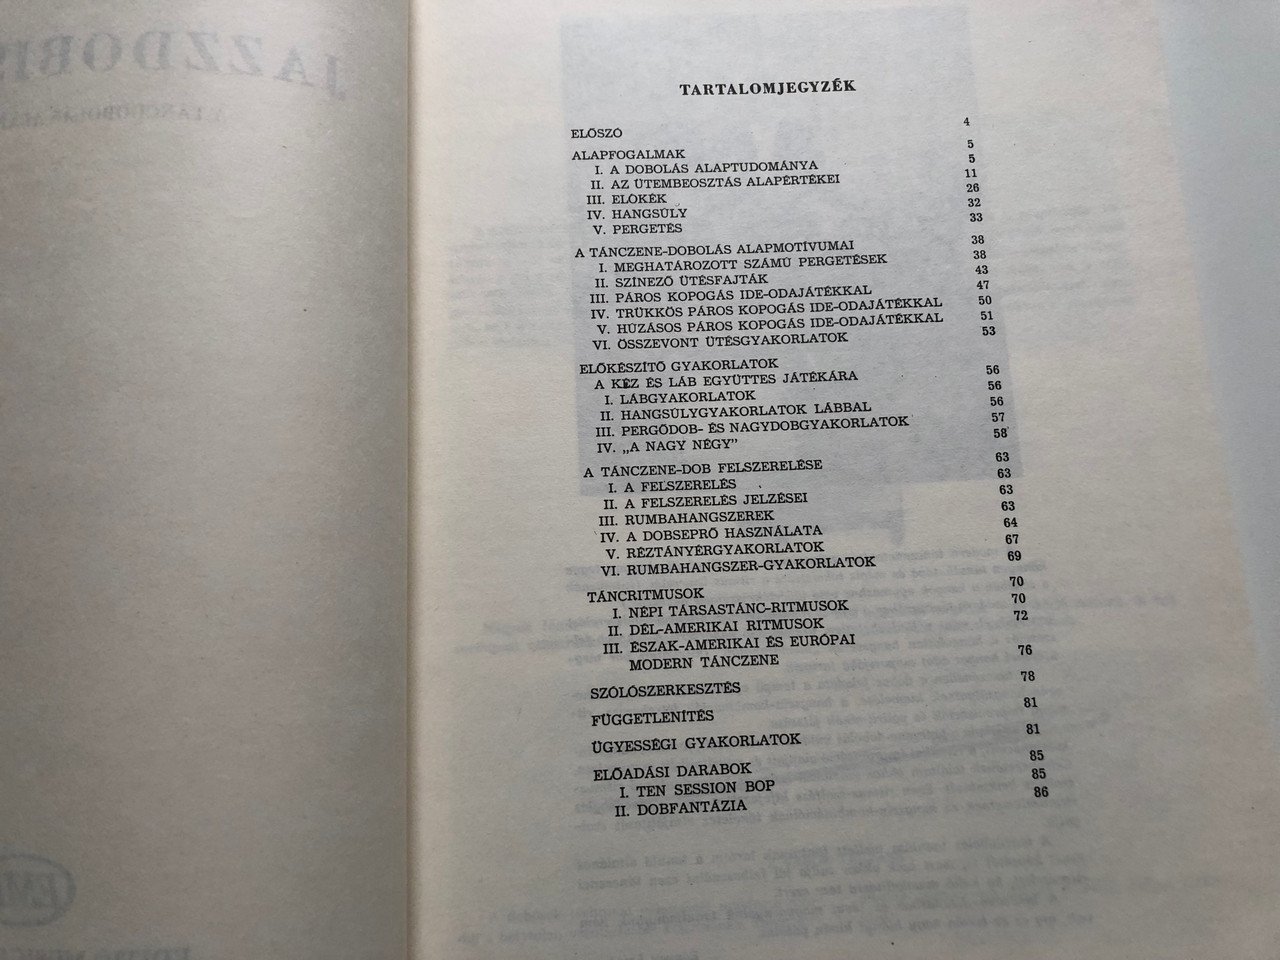 TARTALOMJEGYZÉK
ELŐSZÓ 4
ALAPFOGALMAK 5
I. A DOBOLÁS ALAPTUDOMÁNYA 5
II. AZ ÜTEMBEOSZTÁS ALAPÉRTÉKEI 11
III. ELŐKÉK 26
IV. HANGSÚLY 32
V. PERGETÉS 33
A TÁNCZENE-DOBOLÁS ALAPMOTÍVUMAI 38
I. MEGHATÁROZOTT SZÁMÚ PERGETÉSEK 38
II. SZÍNEZŐ ÜTÉSFAJTÁK 43
III. PÁROS KOPOGÁS IDE-ODAJÁTÉKKAL 47
IV. TRÜKKÖS PÁROS KOPOGÁS IDE-ODAJÁTÉKKAL 50
V. HÚZÁSOS PÁROS KOPOGÁS IDE-ODAJÁTÉKKAL 51
VI. ÖSSZEVONT ÜTÉSGYAKORLATOK 53
ELŐKÉSZÍTŐ GYAKORLATOK
A KÉZ ÉS LÁB EGYÜTTES JÁTÉKÁRA 56
I. LÁBGYAKORLATOK 56
II. HANGSÚLYGYAKORLATOK LÁBBAL 56
III. PERGŐDOB- ÉS NAGYDOBGYAKORLATOK 57
IV. „A NAGY NÉGY” 58
A TÁNCZENE-DOB FELSZERELÉSE 63
I. A FELSZERELÉS 63
II. A FELSZERELÉS JELZÉSEI 63
III. RUMBAHANGSZEREK 63
IV. A DOBSEPRŐ HASZNÁLATA 64
V. RÉZTÁNYÉRGYAKORLATOK 67
VI. RUMBAHANGSZER-GYAKORLATOK 69
TÁNCRITMUSOK 70
I. NÉPI TÁRSASTÁNC-RITMUSOK 70
II. DÉL-AMERIKAI RITMUSOK 72
III. ÉSZAK-AMERIKAI ÉS EURÓPAI
MODERN TÁNCZENE 76
SZÓLÓSZERKESZTÉS 78
FÜGGETLENÍTÉS 81
ÜGYESSÉGI GYAKORLATOK 81
ELŐADÁSI DARABOK 85
I. TEN SESSION BOP 85
II. DOBFANTÁZIA 86